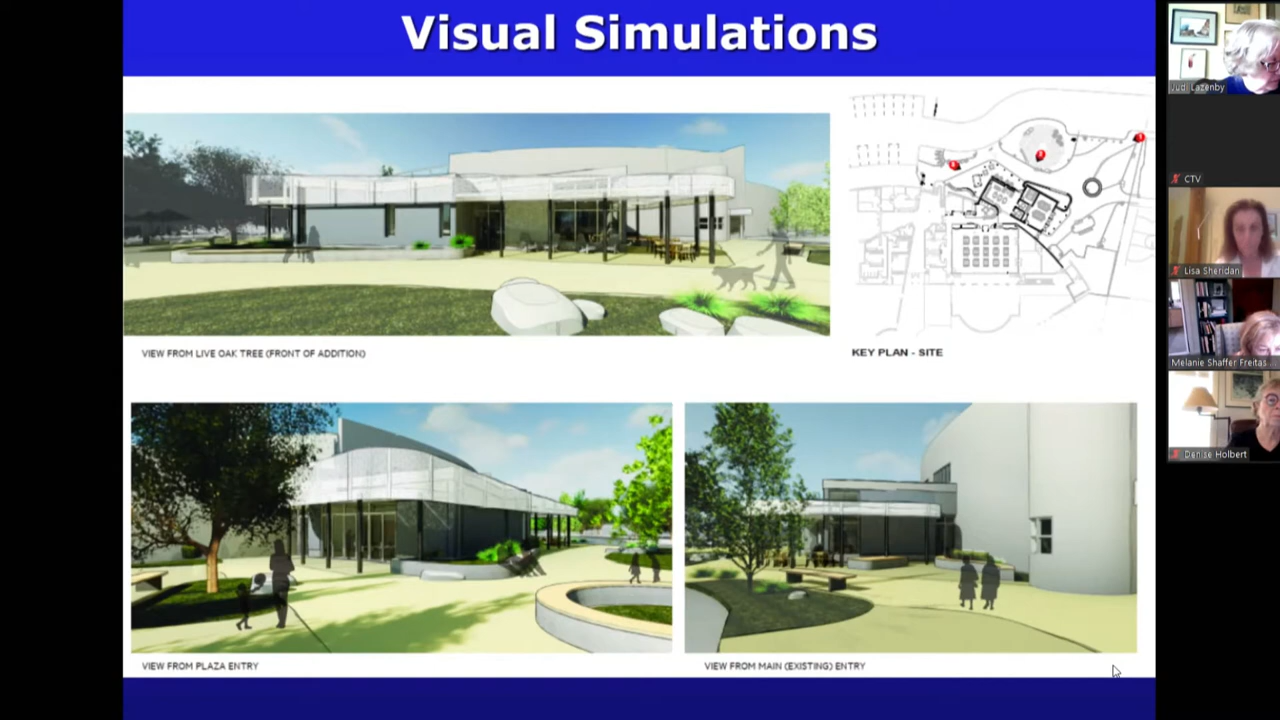 Visual Simulations
VIEW FROM LIVE OAK TREE (FRONT OF ADDITION)
KEY PLAN - SITE
VIEW FROM PLAZA ENTRY
VIEW FROM MAIN (EXISTING) ENTRY
Judi Lazenby
CTV
Lisa Sheridan
Melanie Shaffer Freitas ...
Denise Holbert